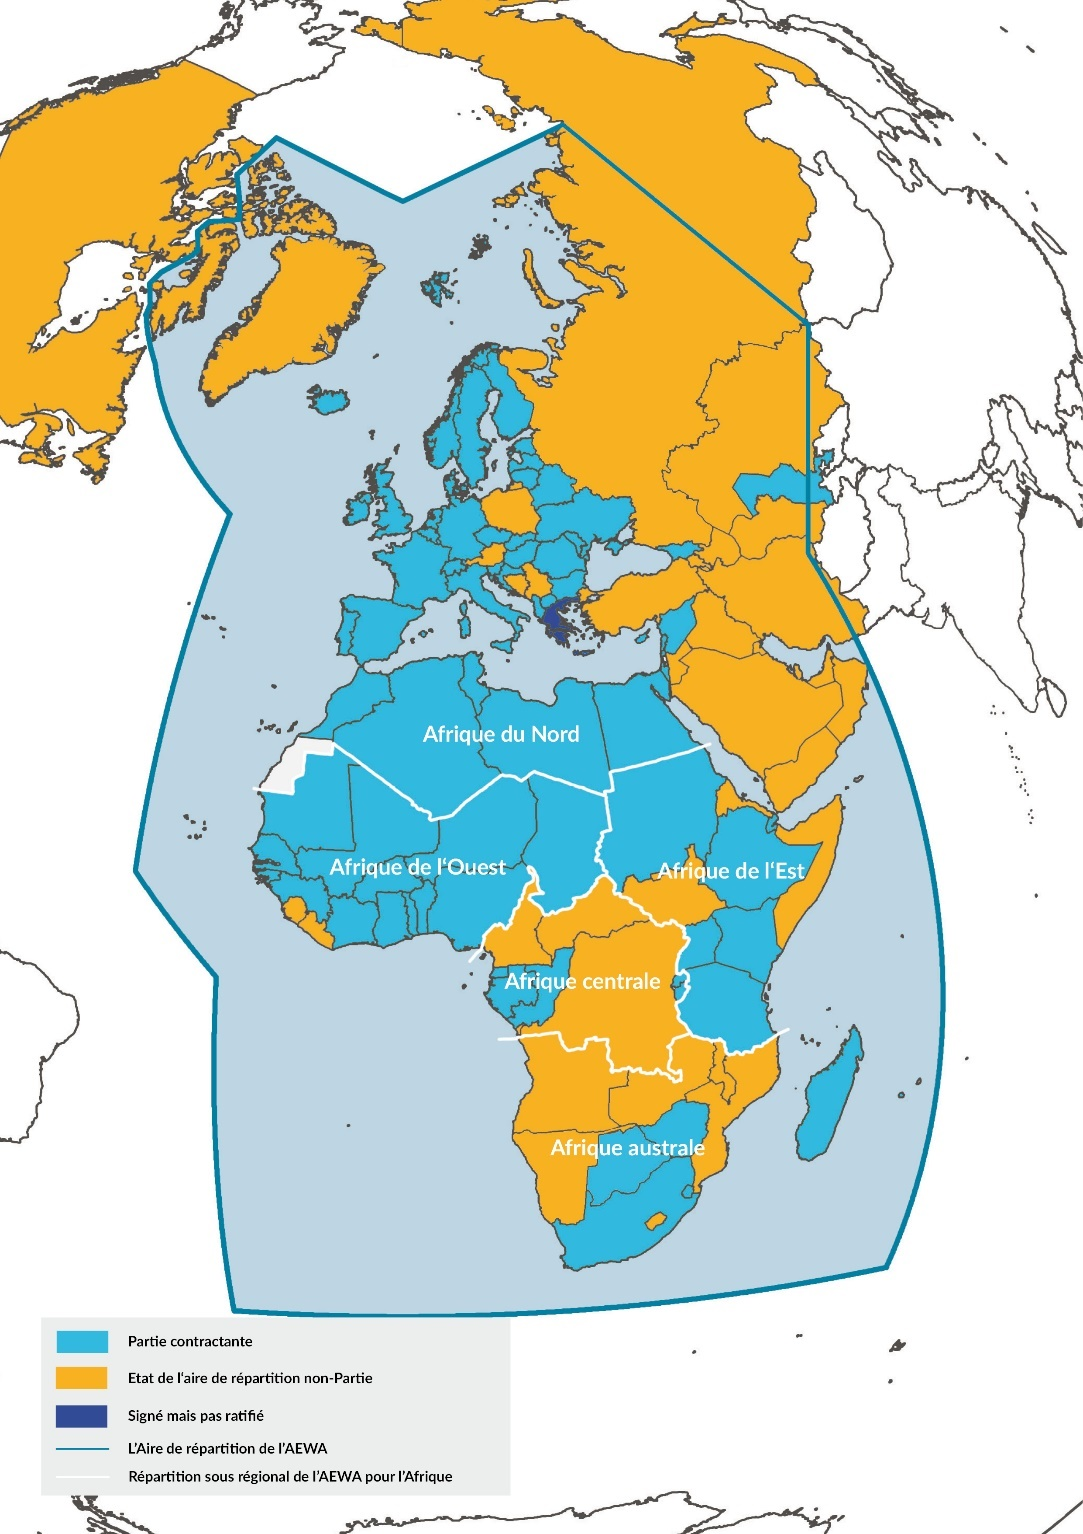 Afrique du Nord
Afrique de l'Ouest
Afrique de l'Est
Afrique centrale
Afrique australe
Partie contractante
Etat de l'aire de répartition non-Partie
Signé mais pas ratifié
L'Aire de répartition de l'AEWA
Répartition sous régional de l'AEWA pour l'Afrique